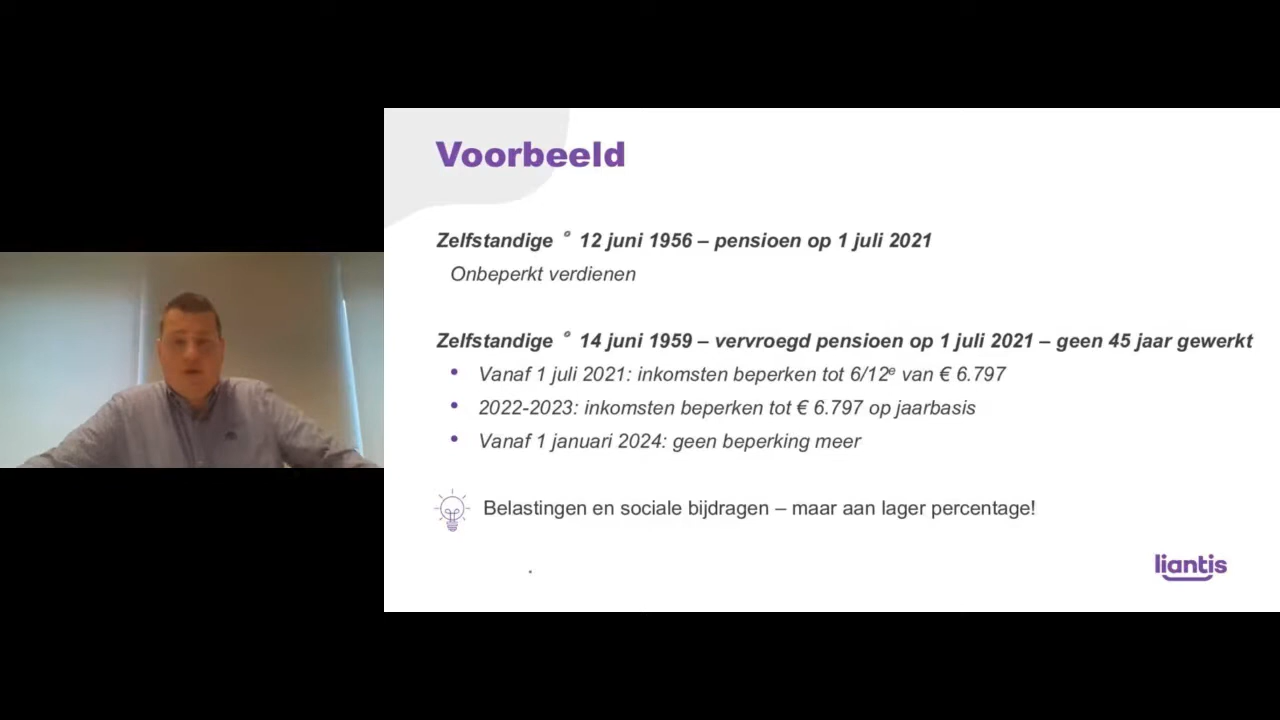 Voorbeeld
Zelfstandige ° 12 juni 1956 – pensioen op 1 juli 2021
Onbeperkt verdienen
Zelfstandige ° 14 juni 1959 – vervroegd pensioen op 1 juli 2021 – geen 45 jaar gewerkt
• Vanaf 1 juli 2021: inkomsten beperken tot 6/12ᵉ van € 6.797
• 2022-2023: inkomsten beperken tot € 6.797 op jaarbasis
• Vanaf 1 januari 2024: geen beperking meer
Belastingen en sociale bijdragen – maar aan lager percentage!
liantis